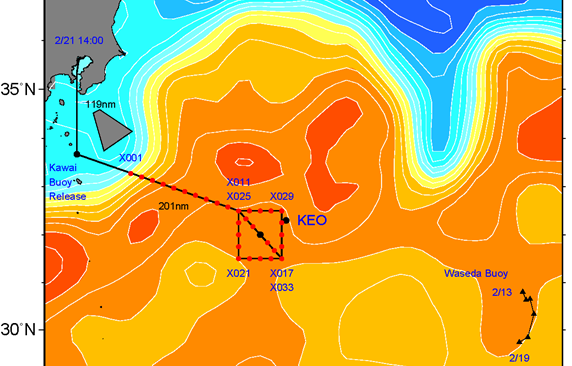 2/21 14:00
35°N
119nm
X001
Kawai
Buoy
Release
X011
X025 X029
201nm
KEO
X021 X017
X033
Waseda Buoy
2/13
30°N
2/19